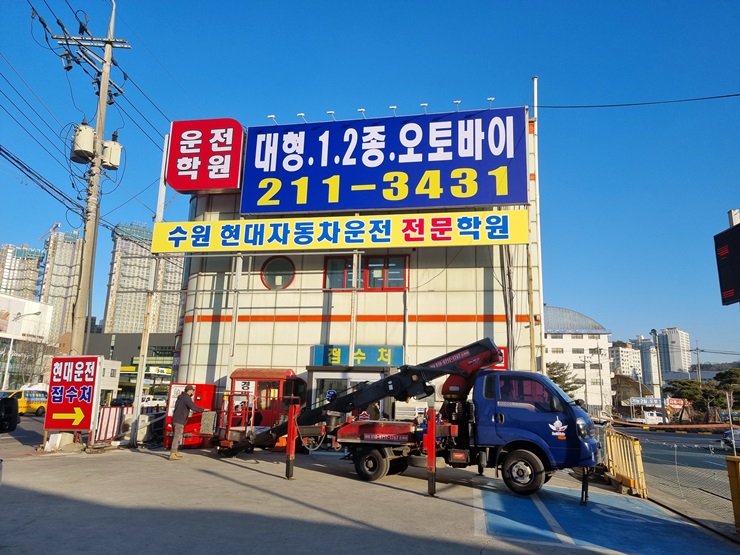 운전
학원
대형.1.2종.오토바이
211-3431
수원 현대자동차운전 전문학원
접수처
현대운전
접수처